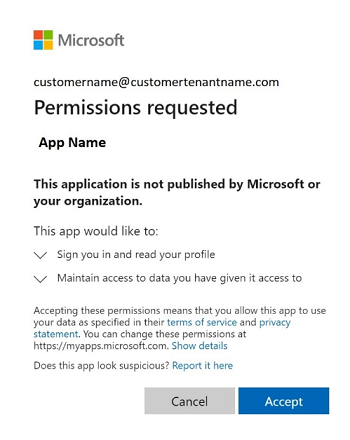 Microsoft
customername@customertenantname.com
Permissions requested
App Name
This application is not published by Microsoft or
your organization.
This app would like to:
Sign you in and read your profile
Maintain access to data you have given it access to
Accepting these permissions means that you allow this app to use
your data as specified in their terms of service and privacy
statement. You can change these permissions at
https://myapps.microsoft.com. Show details
Does this app look suspicious? Report it here
Cancel Accept